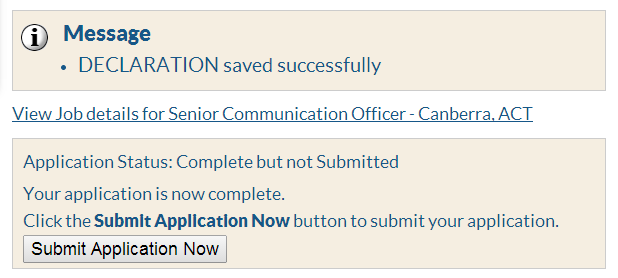 Message
• DECLARATION saved successfully
View Job details for Senior Communication Officer - Canberra, ACT
Application Status: Complete but not Submitted
Your application is now complete.
Click the Submit Application Now button to submit your application.
Submit Application Now